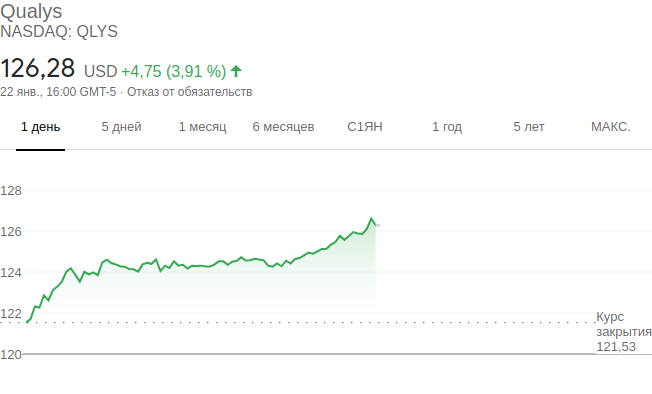 Qualys
NASDAQ: QLYS
126,28 USD +4,75 (3,91 %)
22 янв., 16:00 GMT-5 · Отказ от обязательств
1 день 5 дней 1 месяц 6 месяцев С1ЯН 1 год 5 лет МАКС.
128
126
124
122
120
Курс
закрытия
121,53